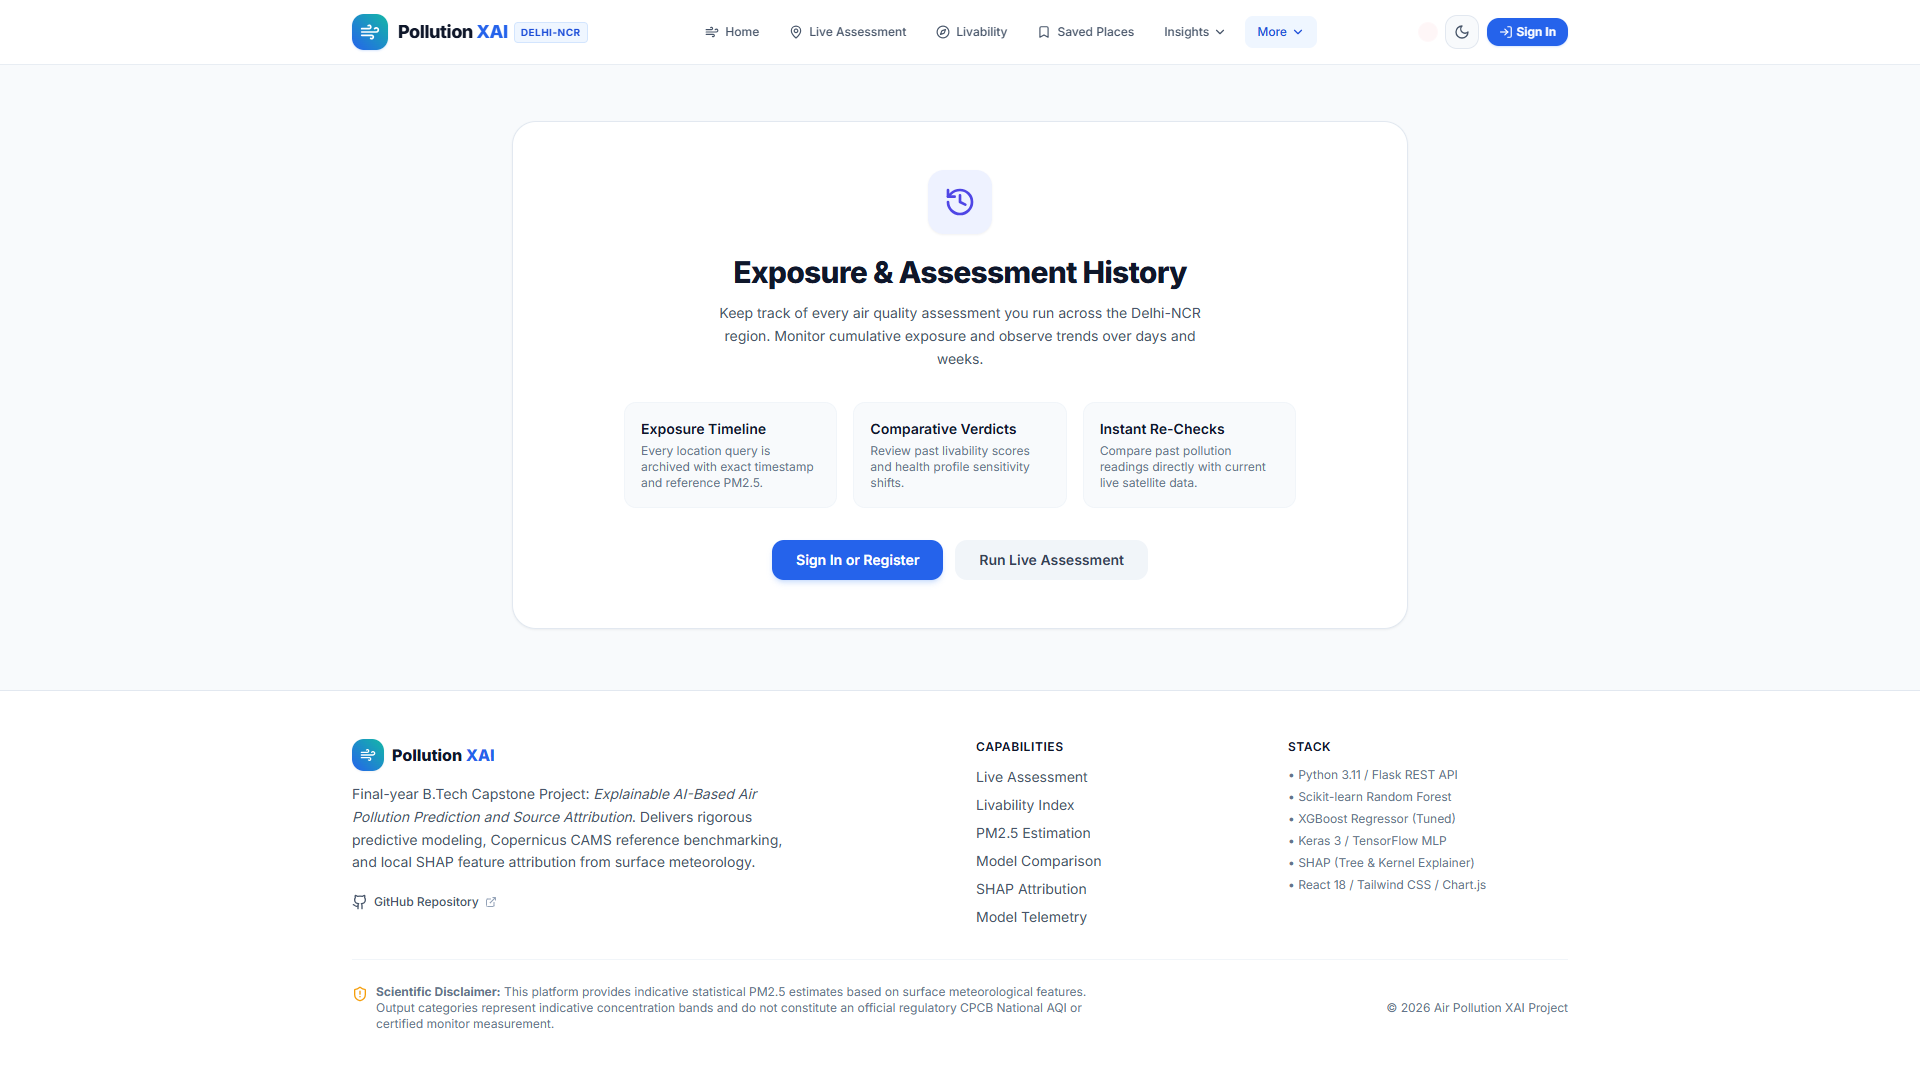 Pollution XAI DELHI-NCR
Home
Live Assessment
Livability
Saved Places
Insights
More
Sign In
Exposure & Assessment History
Keep track of every air quality assessment you run across the Delhi-NCR
region. Monitor cumulative exposure and observe trends over days and
weeks.
Exposure Timeline
Every location query is
archived with exact timestamp
and reference PM2.5.
Comparative Verdicts
Review past livability scores
and health profile sensitivity
shifts.
Instant Re-Checks
Compare past pollution
readings directly with current
live satellite data.
Sign In or Register
Run Live Assessment
Pollution XAI
Final-year B.Tech Capstone Project: Explainable AI-Based Air
Pollution Prediction and Source Attribution. Delivers rigorous
predictive modeling, Copernicus CAMS reference benchmarking,
and local SHAP feature attribution from surface meteorology.
GitHub Repository
CAPABILITIES
Live Assessment
Livability Index
PM2.5 Estimation
Model Comparison
SHAP Attribution
Model Telemetry
STACK
• Python 3.11 / Flask REST API
• Scikit-learn Random Forest
• XGBoost Regressor (Tuned)
• Keras 3 / TensorFlow MLP
• SHAP (Tree & Kernel Explainer)
• React 18 / Tailwind CSS / Chart.js
Scientific Disclaimer: This platform provides indicative statistical PM2.5 estimates based on surface meteorological features.
Output categories represent indicative concentration bands and do not constitute an official regulatory CPCB National AQI or
certified monitor measurement.
© 2026 Air Pollution XAI Project